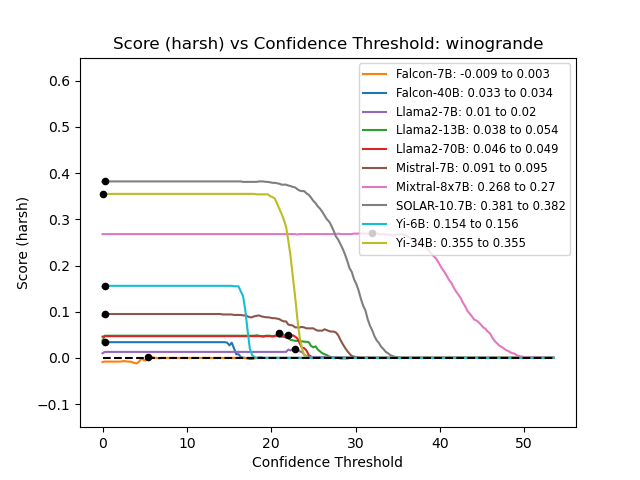 Score (harsh) vs Confidence Threshold: winogrande
Score (harsh)
0.6
0.5
0.4
0.3
0.2
0.1
0.0
−0.1
Falcon-7B: -0.009 to 0.003
Falcon-40B: 0.033 to 0.034
Llama2-7B: 0.01 to 0.02
Llama2-13B: 0.038 to 0.054
Llama2-70B: 0.046 to 0.049
Mistral-7B: 0.091 to 0.095
Mixtral-8x7B: 0.268 to 0.27
SOLAR-10.7B: 0.381 to 0.382
Yi-6B: 0.154 to 0.156
Yi-34B: 0.355 to 0.355
0 10 20 30 40 50
Confidence Threshold